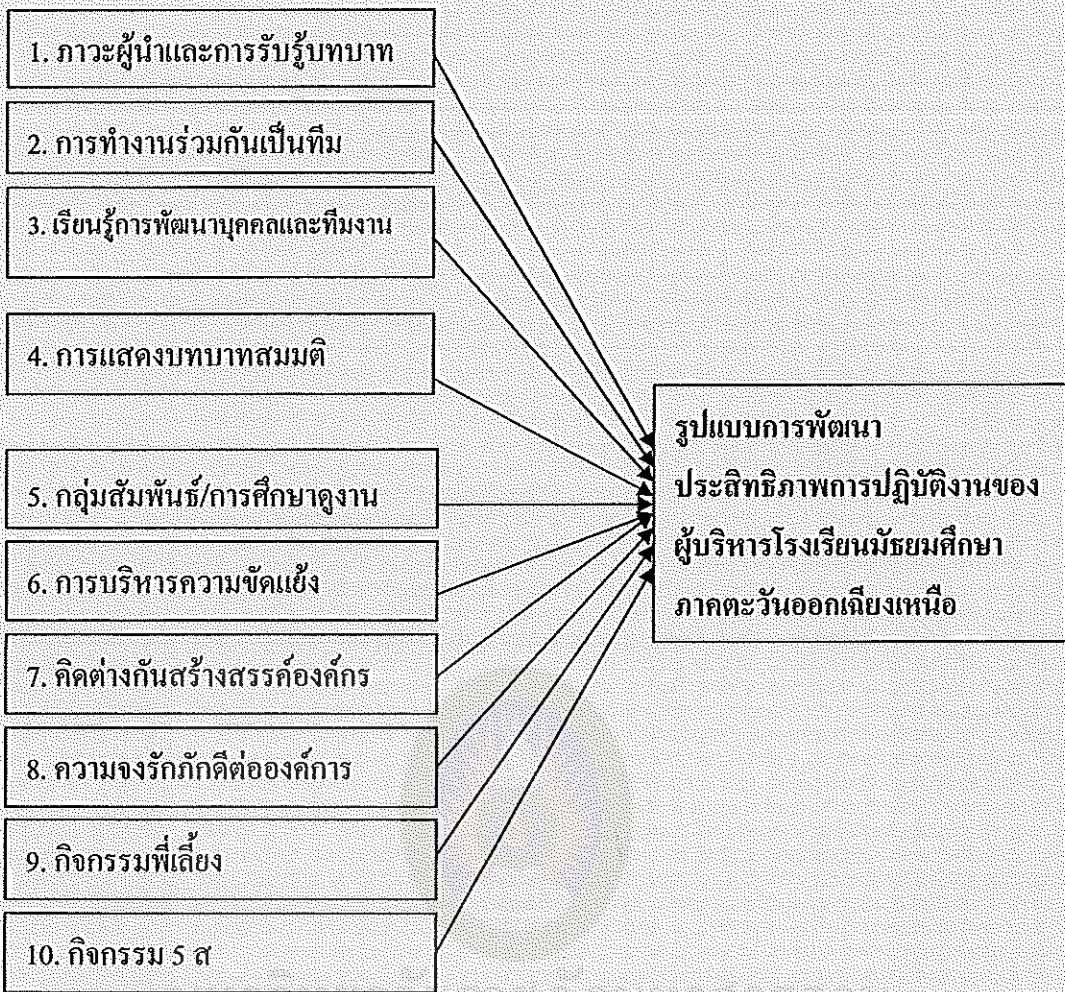 1. ภาวะผู้นำและการรับรู้บทบาท
2. การทำงานร่วมกันเป็นทีม
3. เรียนรู้การพัฒนาบุคคลและทีมงาน
4. การแสดงบทบาทสมมติ
5. กลุ่มสัมพันธ์/การศึกษาดูงาน
6. การบริหารความขัดแย้ง
7. คิดต่างกันสร้างสรรค์องค์กร
8. ความจงรักภักดีต่อองค์การ
9. กิจกรรมพี่เลี้ยง
10. กิจกรรม 5 ส
รูปแบบการพัฒนา
ประสิทธิภาพการปฏิบัติงานของ
ผู้บริหารโรงเรียนมัธยมศึกษา
ภาคตะวันออกเฉียงเหนือ